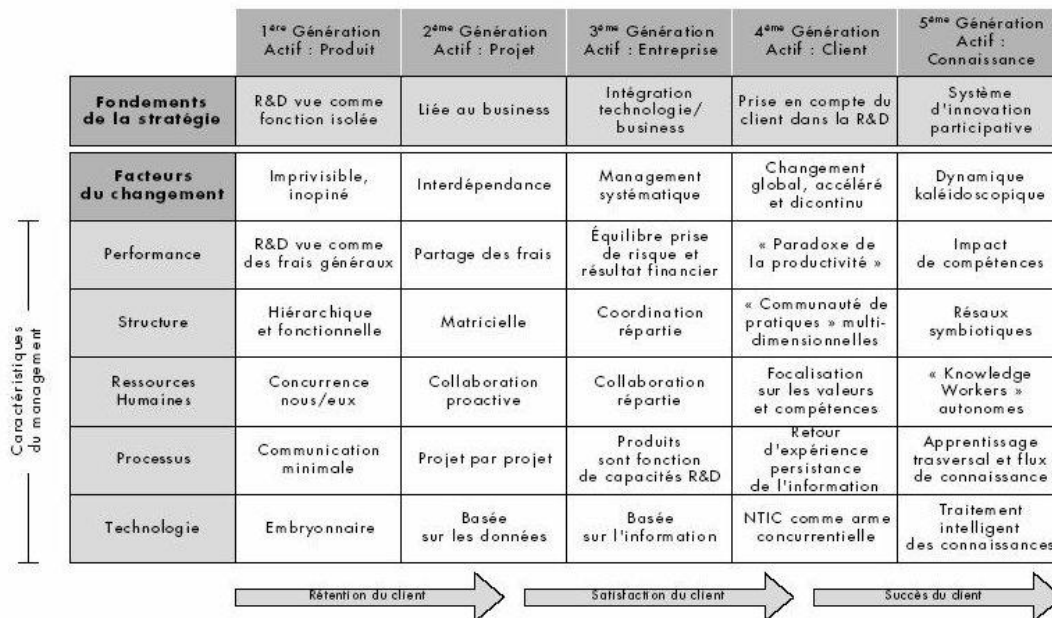 1ère Génération
Actif : Produit
2ème Génération
Actif : Projet
3ème Génération
Actif : Entreprise
4ème Génération
Actif : Client
5ème Génération
Actif :
Connaissance
Fondements
de la stratégie
R&D vue comme
fonction isolée
Liée au business
Intégration
technologie/
business
Prise en compte du
client dans la R&D
Système
d'innovation
participative
Facteurs
du changement
Imprivisible,
inopiné
Interdépendance
Management
systématique
Changement
global, accéléré
et dicontinu
Dynamique
kaléidoscopique
Caractéristiques
du management
Performance
R&D vue comme
des frais généraux
Partage des frais
Équilibre prise
de risque et
résultat financier
« Paradoxe de
la productivité »
Impact
de compétences
Structure
Hiérarchique
et fonctionnelle
Matricielle
Coordination
répartie
« Communauté de
pratiques » multi-
dimensionnelles
Résaux
symbiotiques
Ressources
Humaines
Concurrence
nous/eux
Collaboration
proactive
Collaboration
répartie
Focalisation
sur les valeurs
et compétences
« Knowledge
Workers »
autonomes
Processus
Communication
minimale
Projet par projet
Produits
sont fonction
de capacités R&D
Retour
d'expérience
persistance
de l'information
Apprentissage
trasversal et flux
de connaissance
Technologie
Embryonnaire
Basée
sur les données
Basée
sur l'information
NTIC comme arme
concurrentielle
Traitement
intelligent
des connaissances
Rétention du client
Satisfaction du client
Succès du client